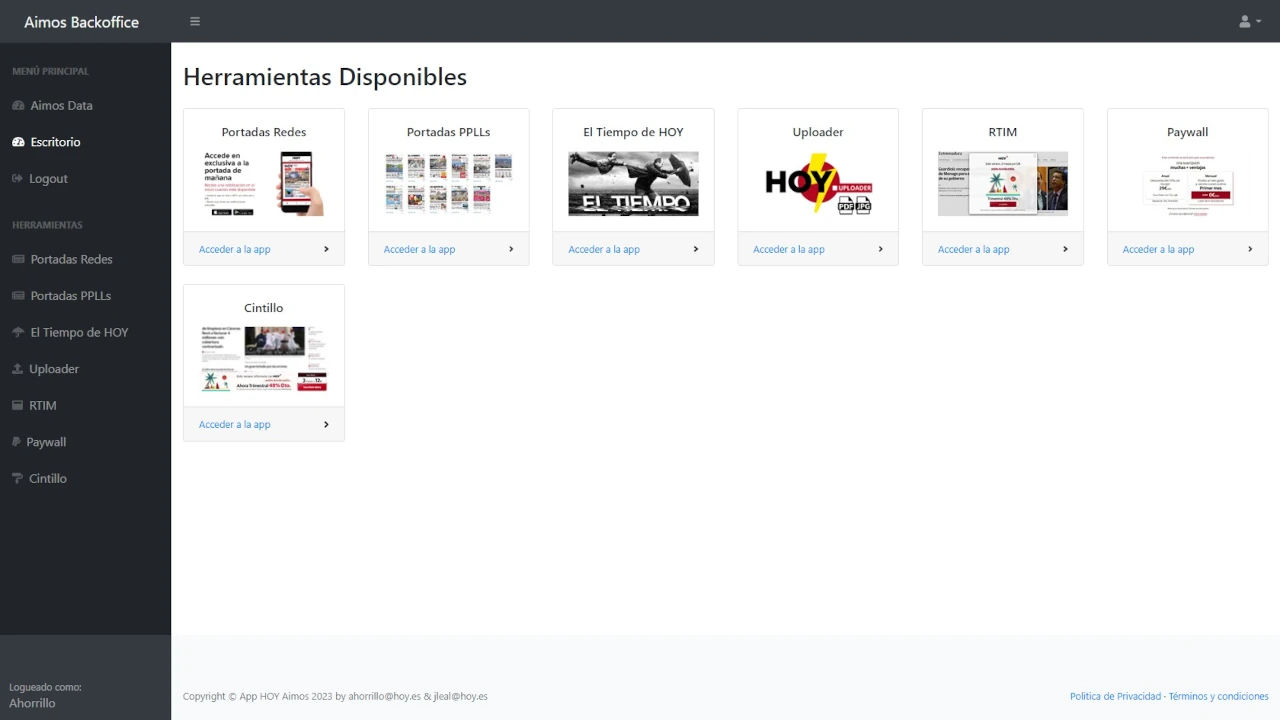 Aimos Backoffice
MENÚ PRINCIPAL
Aimos Data
Escritorio
Logout
HERRAMIENTAS
Portadas Redes
Portadas PPLLs
El Tiempo de HOY
Uploader
RTIM
Paywall
Cintillo
Logueado como:
Ahorrillo
Herramientas Disponibles
Portadas Redes
Accede en
exclusiva a la
portada de
mañana
Acceder a la app
Portadas PPLLs
Acceder a la app
El Tiempo de HOY
EL TIEMPO
Acceder a la app
Uploader
HOY UPLOADER
PDF JPG
Acceder a la app
RTIM
Acceder a la app
Paywall
Acceder a la app
Cintillo
Acceder a la app
Copyright © App HOY Aimos 2023 by ahorrillo@hoy.es & jleal@hoy.es
Política de Privacidad · Términos y condiciones